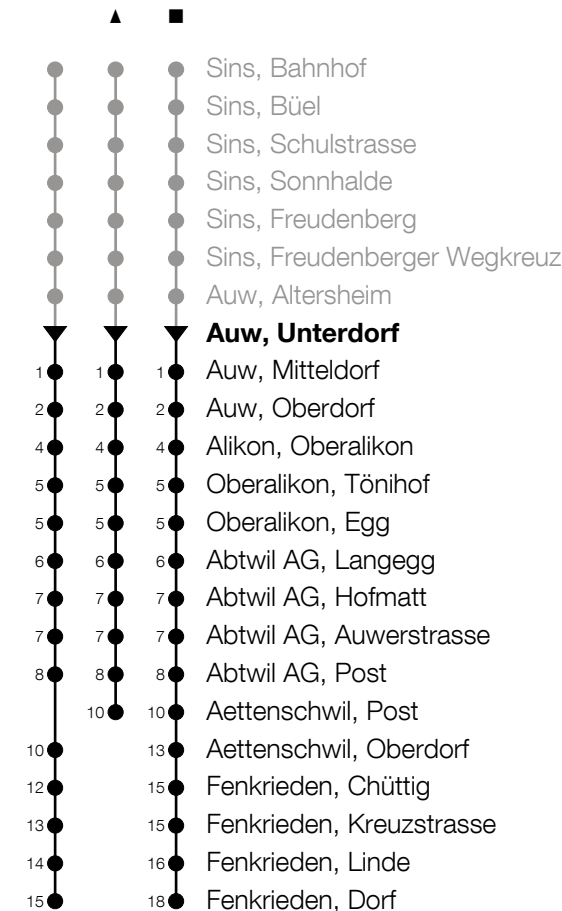 ▲ ■
Sins, Bahnhof
Sins, Büel
Sins, Schulstrasse
Sins, Sonnhalde
Sins, Freudenberg
Sins, Freudenberger Wegkreuz
Auw, Altersheim
Auw, Unterdorf
1 1 1 Auw, Mitteldorf
2 2 2 Auw, Oberdorf
4 4 4 Alikon, Oberalikon
5 5 5 Oberalikon, Tönihof
5 5 5 Oberalikon, Egg
6 6 6 Abtwil AG, Langegg
7 7 7 Abtwil AG, Hofmatt
7 7 7 Abtwil AG, Auwerstrasse
8 8 8 Abtwil AG, Post
10 10 Aettenschwil, Post
10 13 Aettenschwil, Oberdorf
12 15 Fenkrieden, Chüttig
13 15 Fenkrieden, Kreuzstrasse
14 16 Fenkrieden, Linde
15 18 Fenkrieden, Dorf